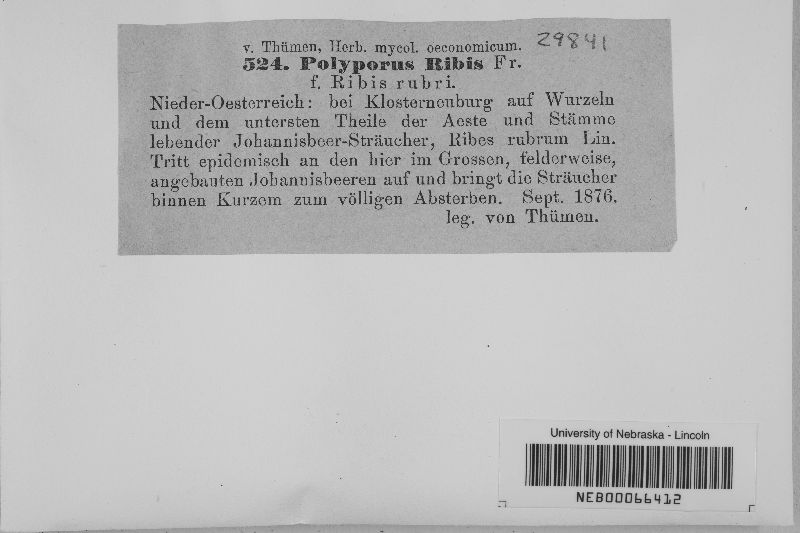 v. Thümen, Herb. mycol. oeconomicum. 29841
524. Polyporus Ribis Fr.
f. Ribis rubri.
Nieder-Oesterreich: bei Klosterneuburg auf Wurzeln
und dem untersten Theile der Aeste und Stämme
lebender Johannisbeer-Sträucher, Ribes rubrum Lin.
Tritt epidemisch an den hier im Grossen, felderweise,
angebauten Johannisbeeren auf und bringt die Sträucher
binnen Kurzem zum völligen Absterben. Sept. 1876.
leg. von Thümen.
University of Nebraska - Lincoln
NEB00066412